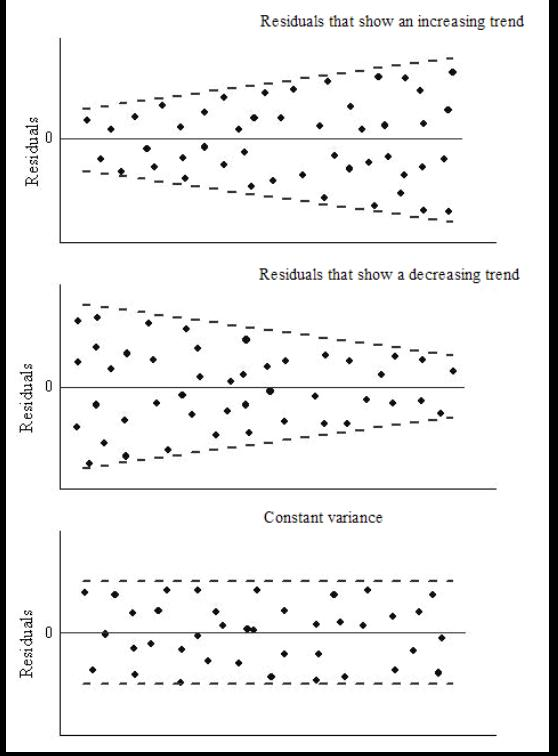 Residuals that show an increasing trend
Residuals
0
Residuals that show a decreasing trend
Residuals
0
Constant variance
Residuals
0